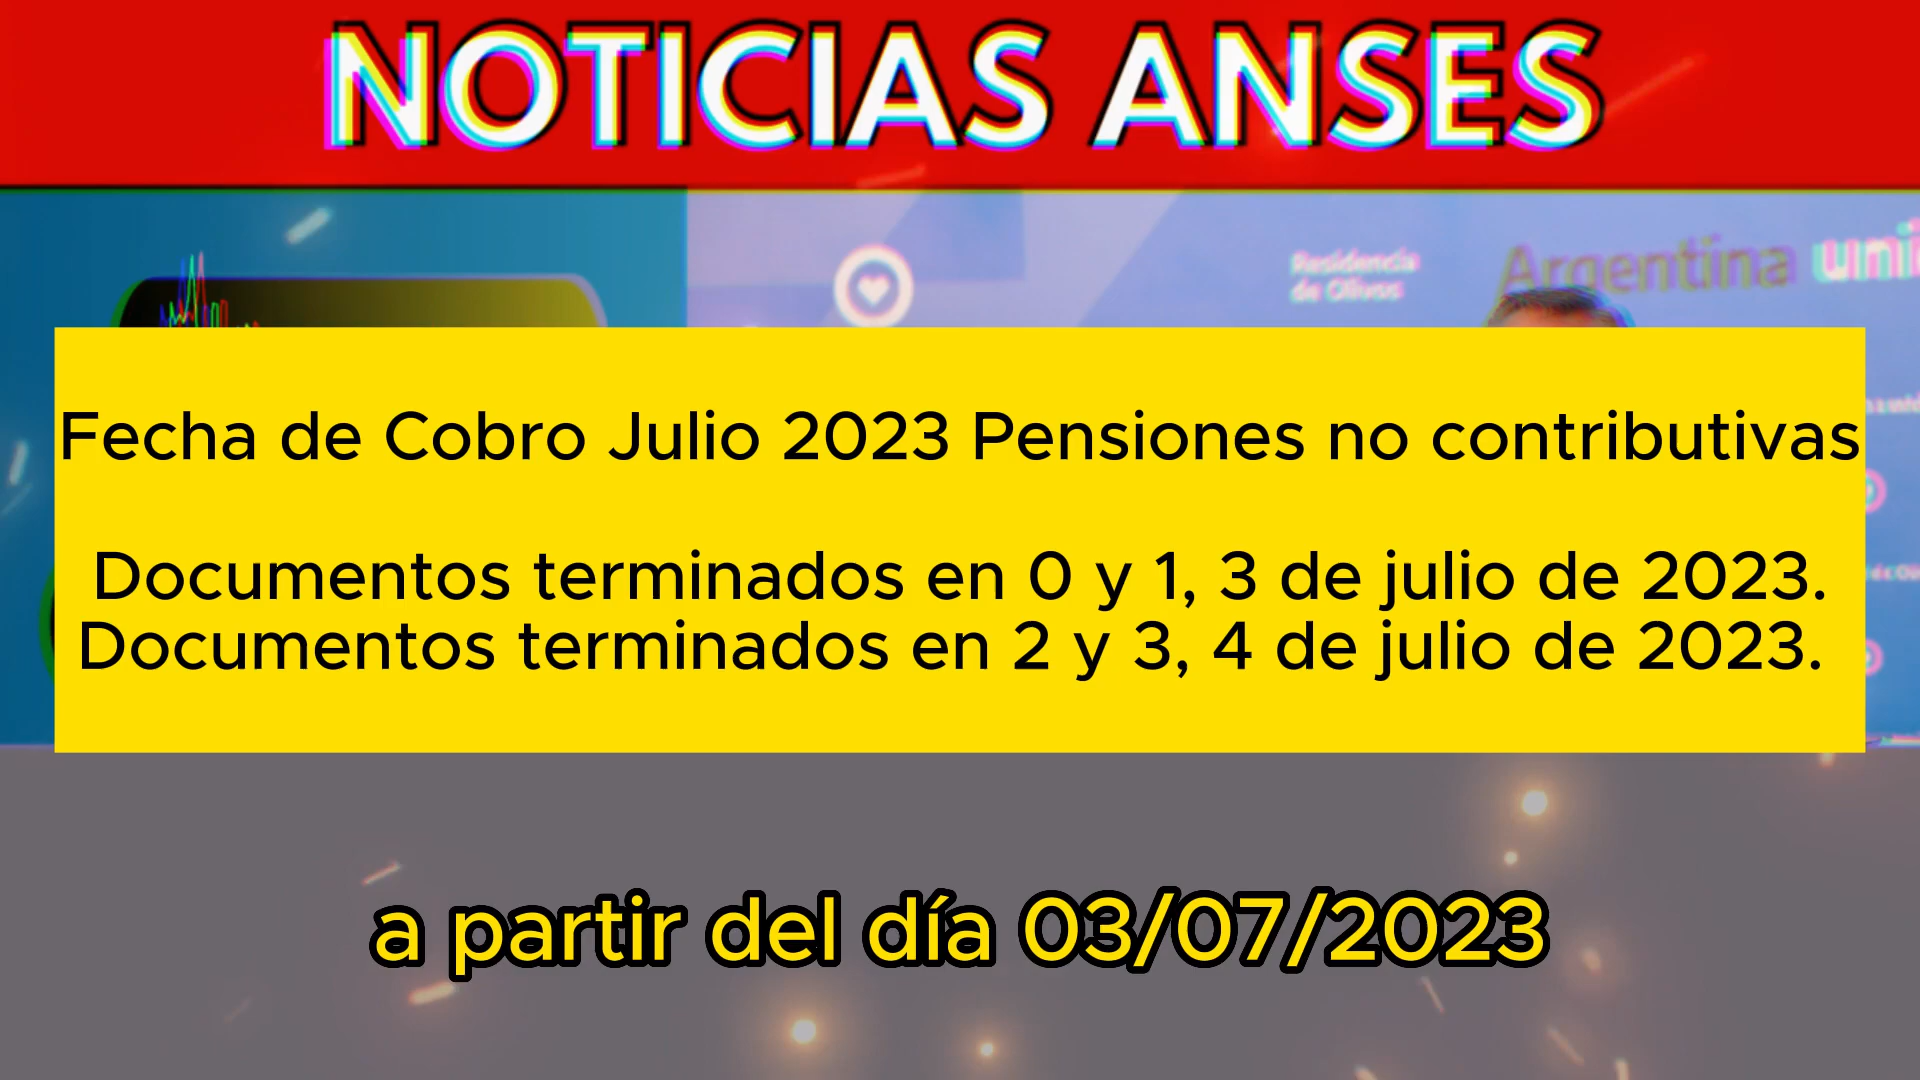 NOTICIAS ANSES
Residencia
de Olivos
Argentina uni
Fecha de Cobro Julio 2023 Pensiones no contributivas
Documentos terminados en 0 y 1, 3 de julio de 2023.
Documentos terminados en 2 y 3, 4 de julio de 2023.
a partir del día 03/07/2023